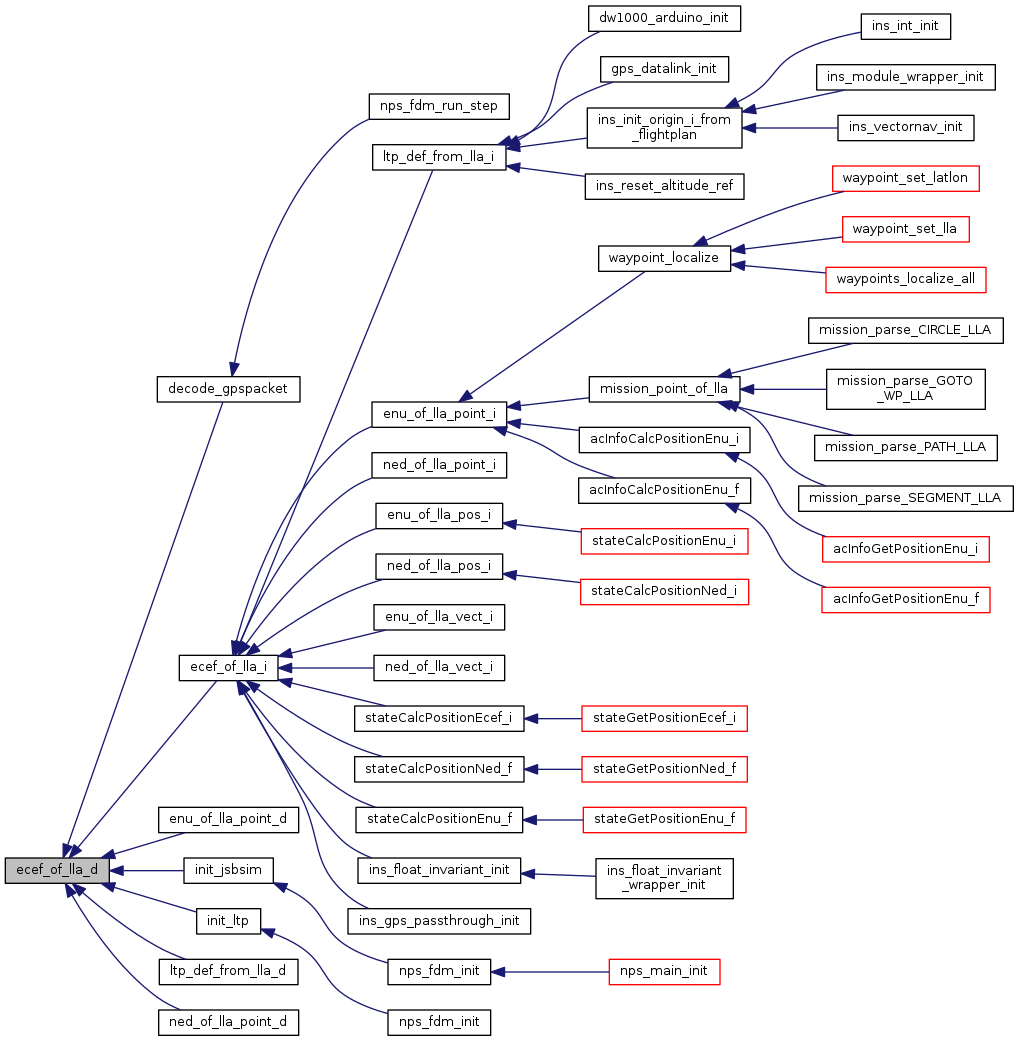 dw1000_arduino_init
ins_int_init
gps_datalink_init
ins_module_wrapper_init
nps_fdm_run_step
ins_init_origin_i_from
_flightplan
ins_vectornav_init
ltp_def_from_lla_i
ins_reset_altitude_ref
waypoint_set_latlon
waypoint_set_lla
waypoint_localize
waypoints_localize_all
mission_parse_CIRCLE_LLA
decode_gpspacket
mission_point_of_lla
mission_parse_GOTO
_WP_LLA
enu_of_lla_point_i
acInfoCalcPositionEnu_i
mission_parse_PATH_LLA
ned_of_lla_point_i
acInfoCalcPositionEnu_f
mission_parse_SEGMENT_LLA
enu_of_lla_pos_i
stateCalcPositionEnu_i
acInfoGetPositionEnu_i
ned_of_lla_pos_i
stateCalcPositionNed_i
acInfoGetPositionEnu_f
enu_of_lla_vect_i
ecef_of_lla_i
ned_of_lla_vect_i
stateCalcPositionEcef_i
stateGetPositionEcef_i
stateCalcPositionNed_f
stateGetPositionNed_f
enu_of_lla_point_d
stateCalcPositionEnu_f
stateGetPositionEnu_f
ecef_of_lla_d
init_jsbsim
ins_float_invariant_init
ins_float_invariant
_wrapper_init
init_ltp
ins_gps_passthrough_init
ltp_def_from_lla_d
nps_fdm_init
nps_main_init
ned_of_lla_point_d
nps_fdm_init